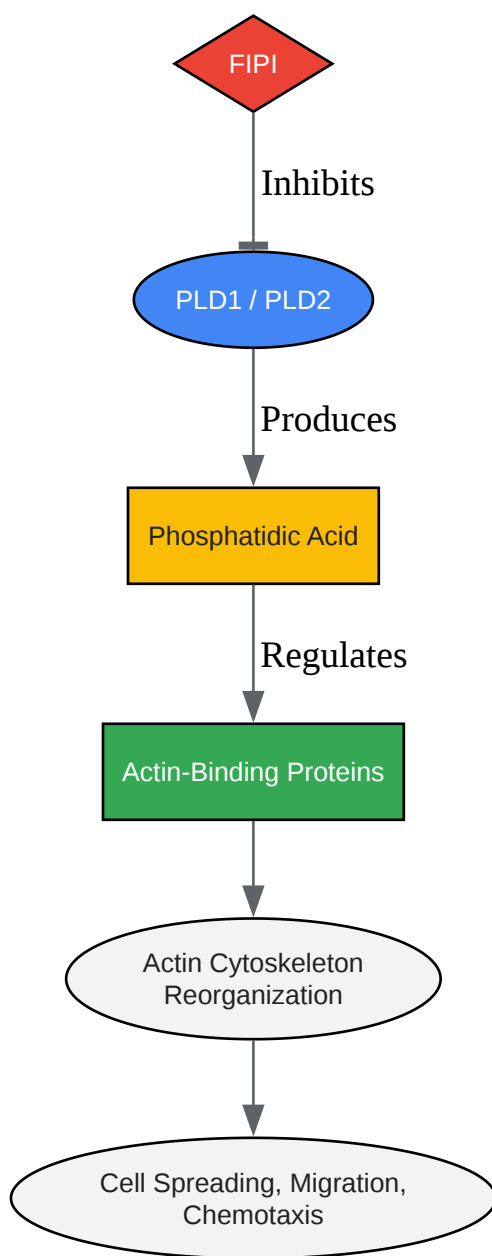 FIPI
Inhibits
PLD1 / PLD2
Produces
Phosphatidic Acid
Regulates
Actin-Binding Proteins
Actin Cytoskeleton
Reorganization
Cell Spreading, Migration,
Chemotaxis